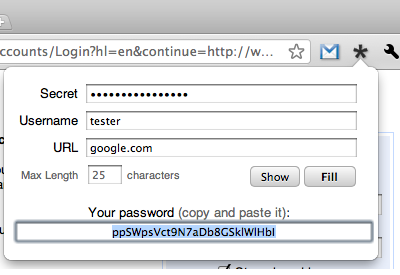 ccounts/Login?hl=en&continue=http://w...
Secret ••••••••••••••••
Username tester
URL google.com
Max Length 25 characters
Show Fill
Your password (copy and paste it):
ppSWpsVct9N7aDb8GSklWlHbI